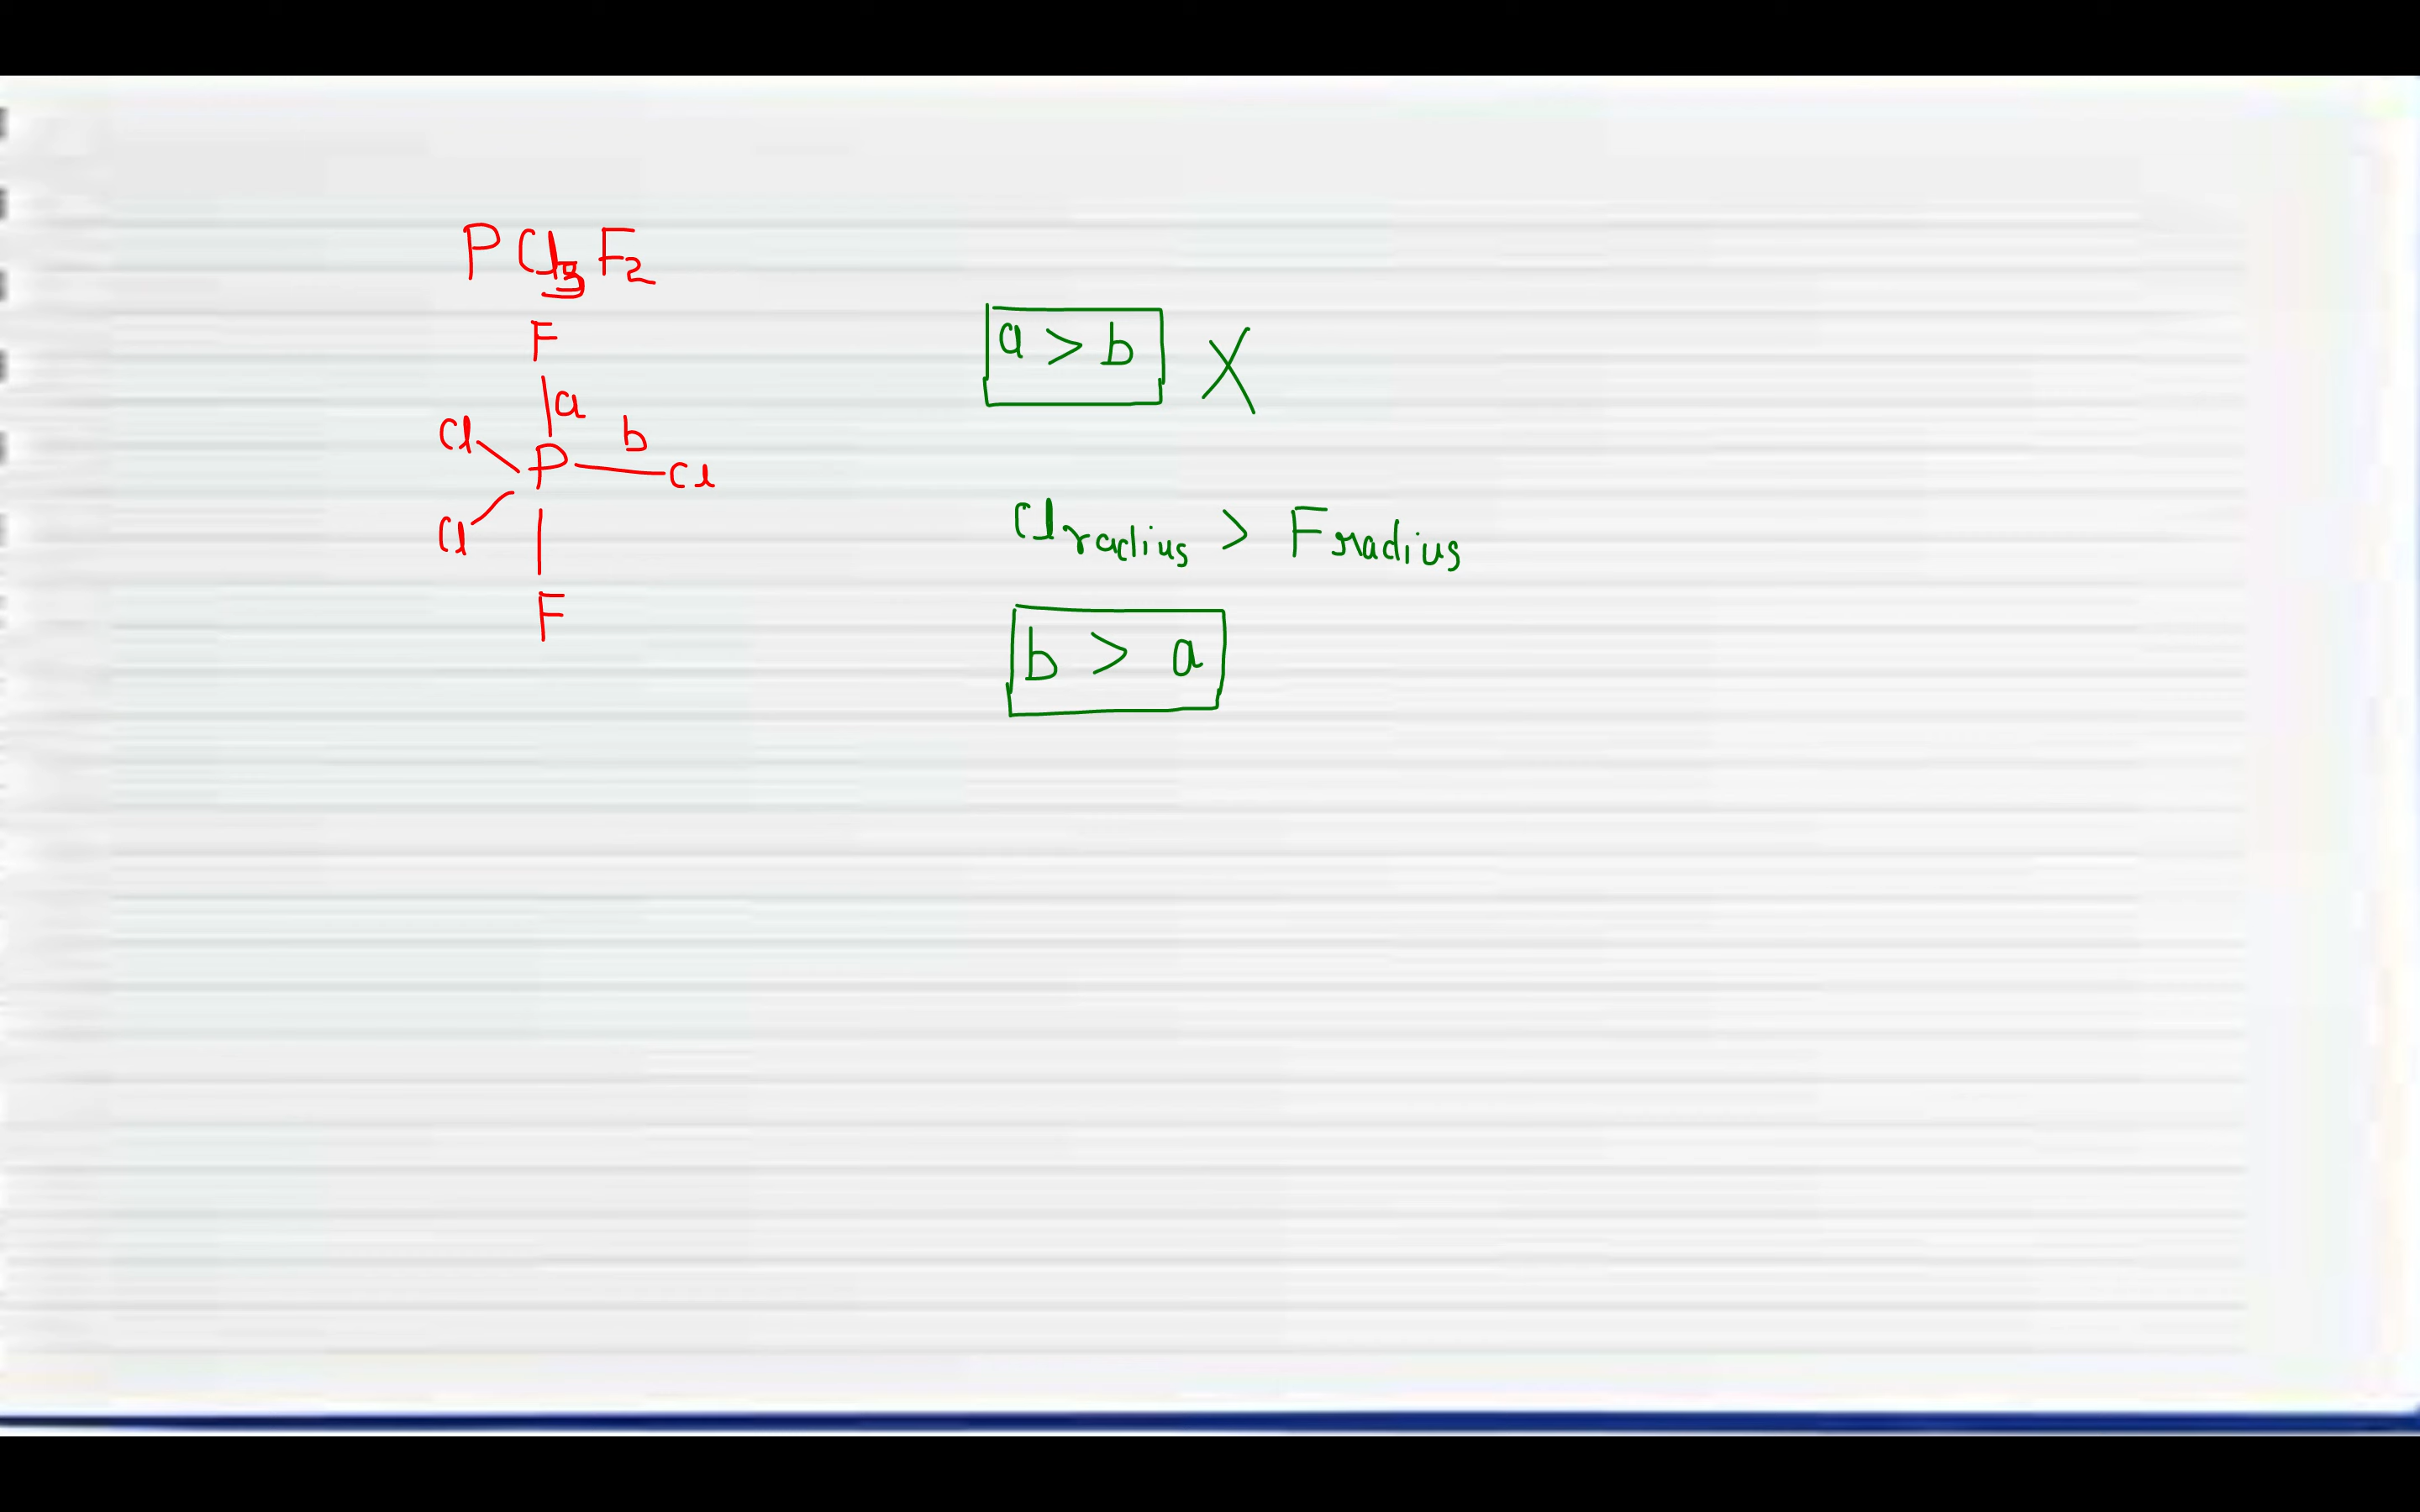 PCl3F2
F
a
Cl
b
P
Cl
Cl
F
a > b X
Cl radius > F radius
b > a